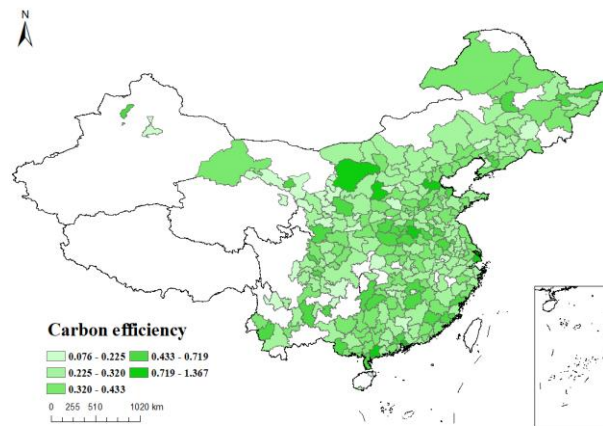 N
Carbon efficiency
0.076 - 0.225
0.433 - 0.719
0.225 - 0.320
0.719 - 1.367
0.320 - 0.433
0 255 510 1020 km